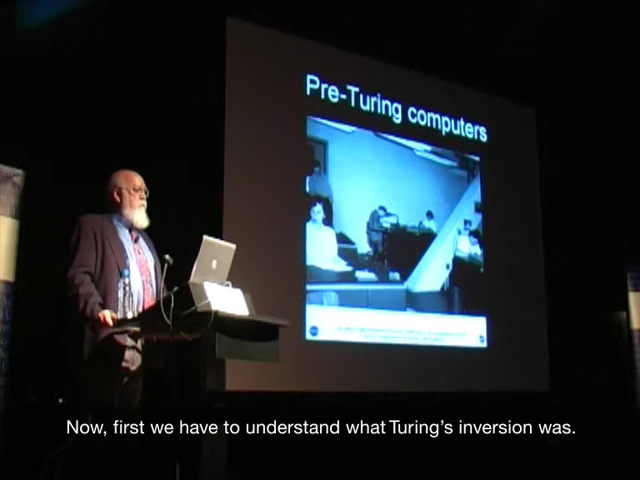 Pre-Turing computers
Now, first we have to understand what Turing's inversion was.